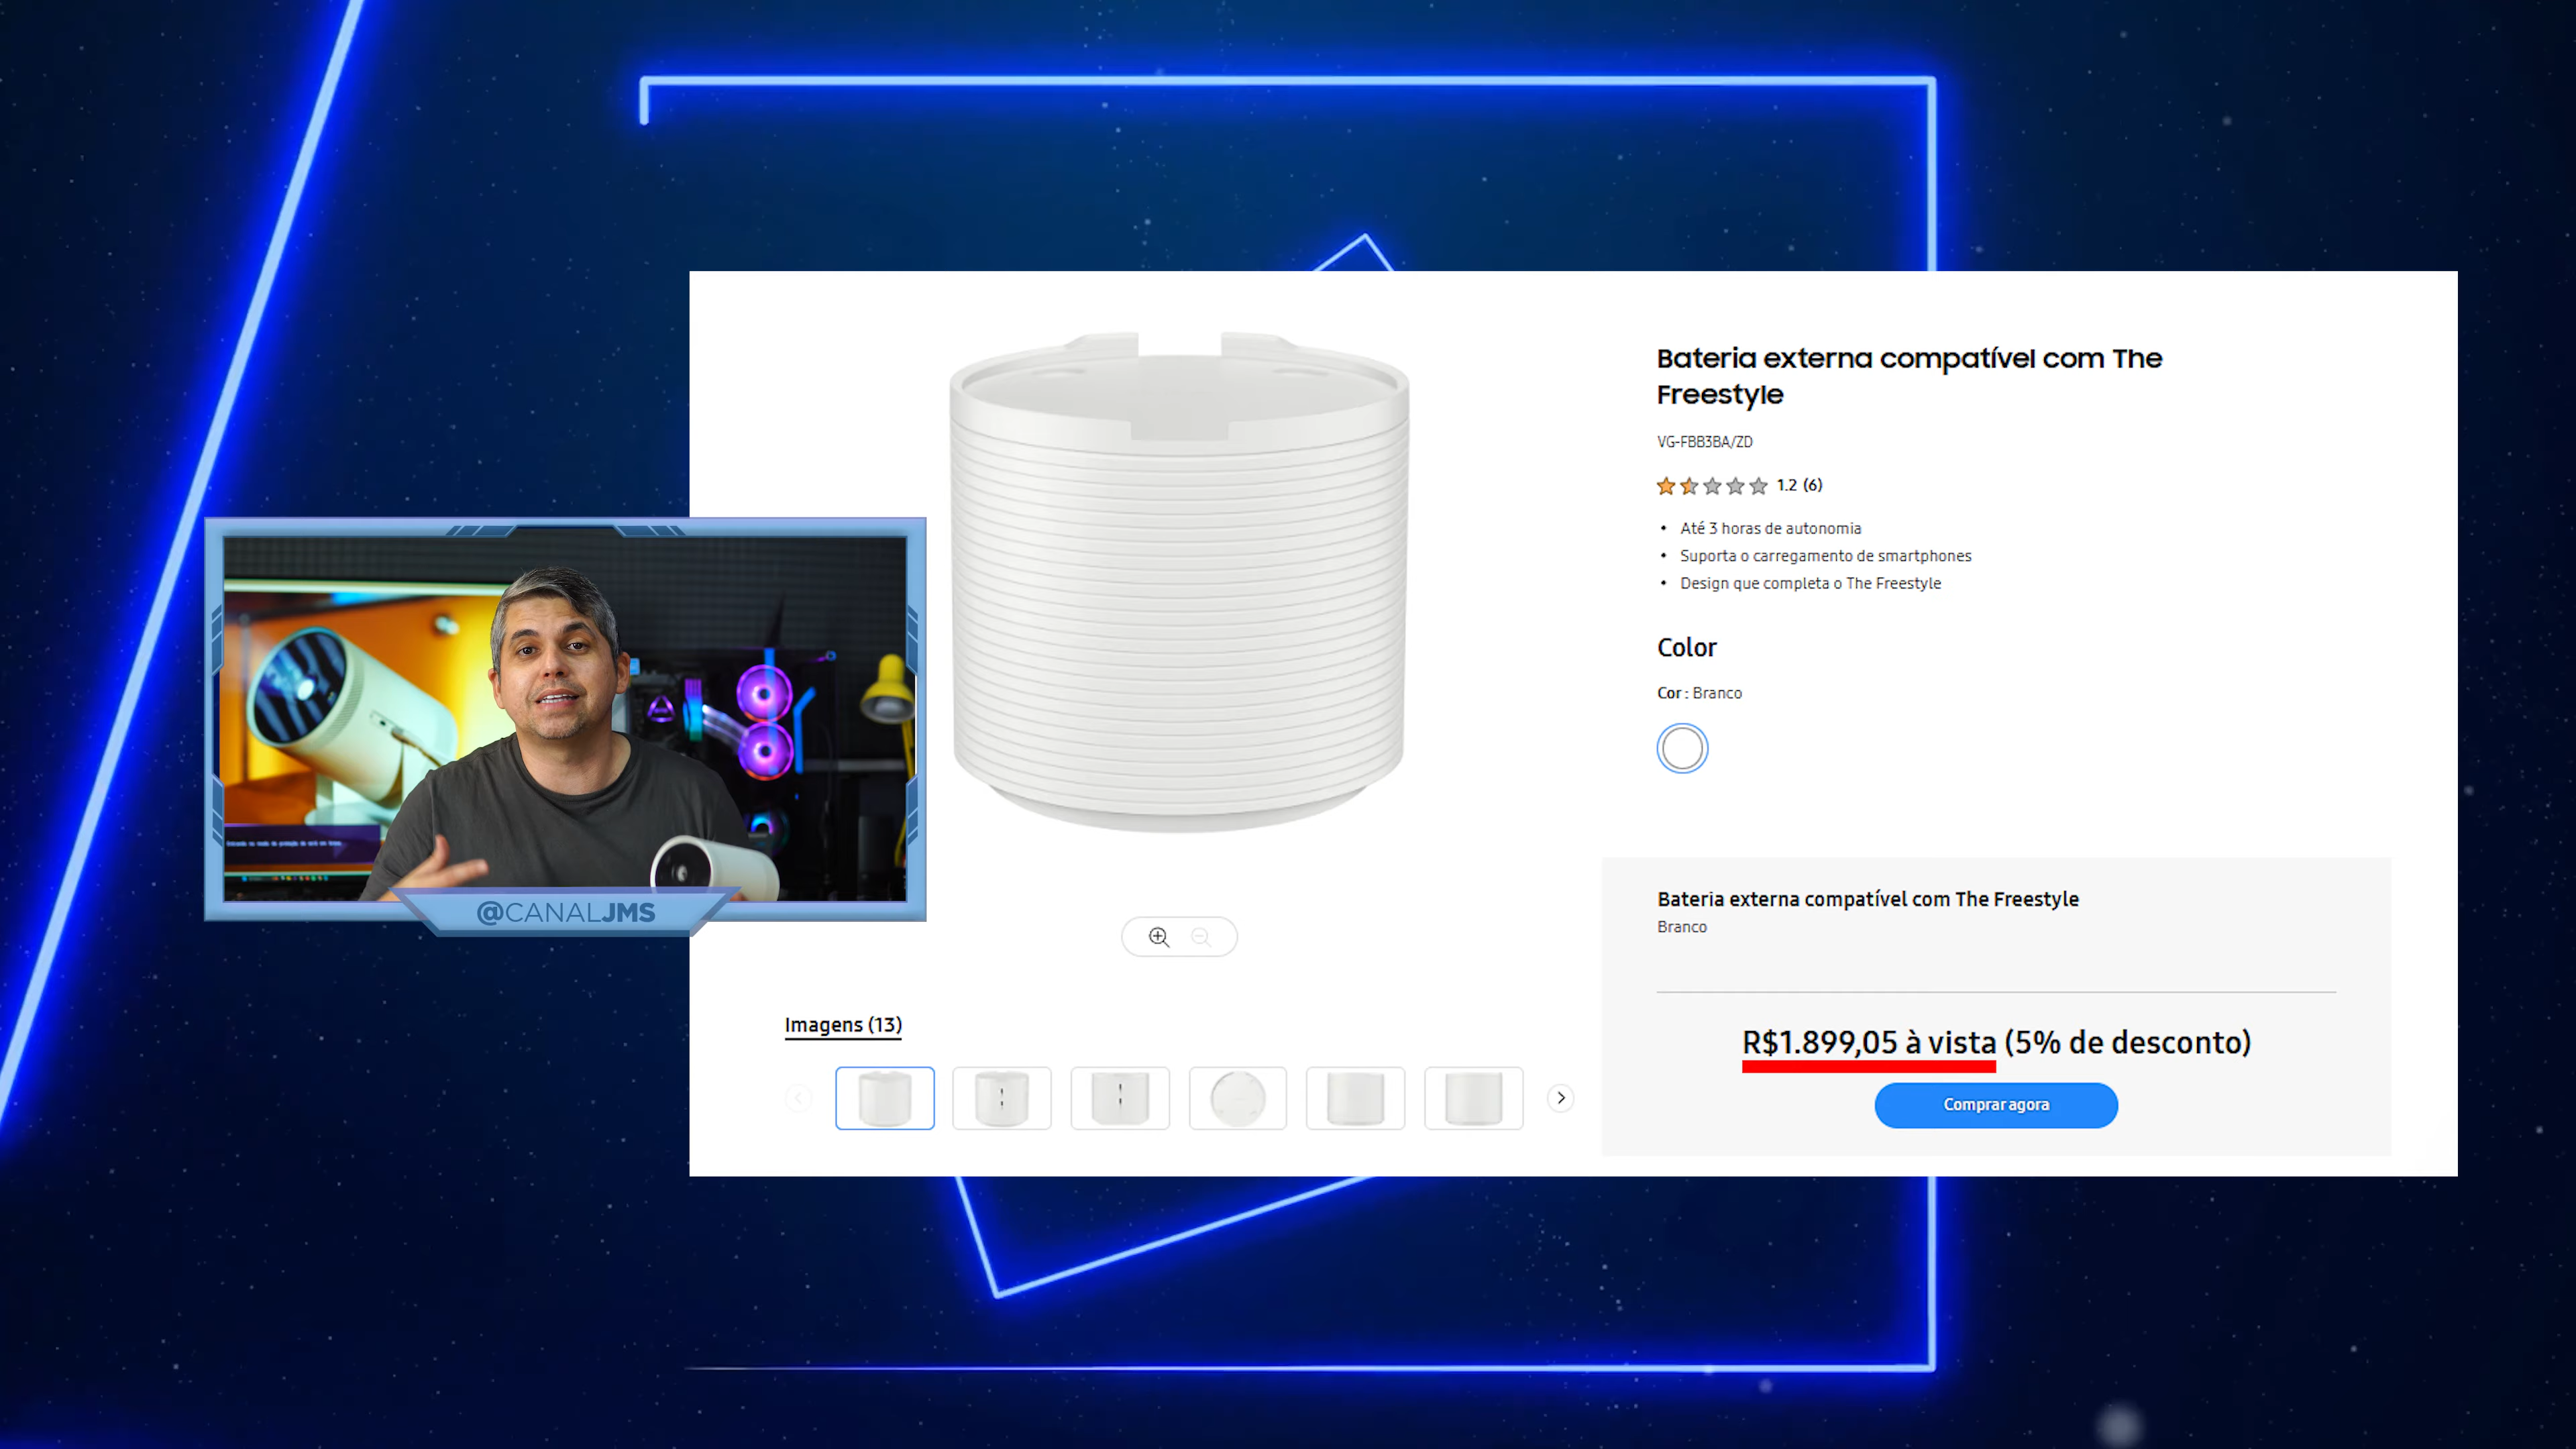 Bateria externa compatível com The
Freestyle
VG-FBB3BA/ZD
1.2 (6)
• Até 3 horas de autonomia
• Suporta o carregamento de smartphones
• Design que completa o The Freestyle
Color
Cor : Branco
@CANALJMS
Bateria externa compatível com The Freestyle
Branco
Imagens (13)
R$1.899,05 à vista (5% de desconto)
Comprar agora